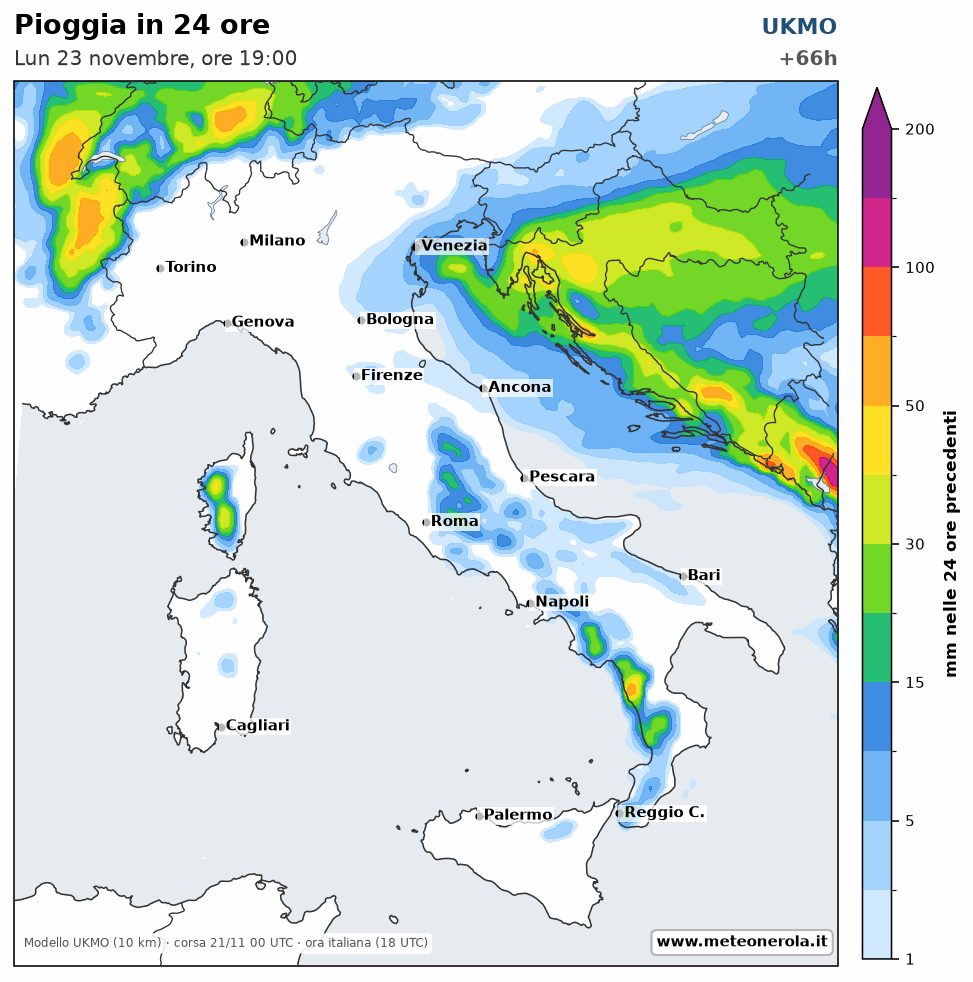 Pioggia in 24 ore
UKMO
Lun 23 novembre, ore 19:00
+66h
200
100
50
30
15
5
1
mm nelle 24 ore precedenti
Milano
Venezia
Torino
Genova
Bologna
Firenze
Ancona
Pescara
Roma
Bari
Napoli
Cagliari
Palermo
Reggio C.
Modello UKMO (10 km) · corsa 21/11 00 UTC · ora italiana (18 UTC)
www.meteonerola.it